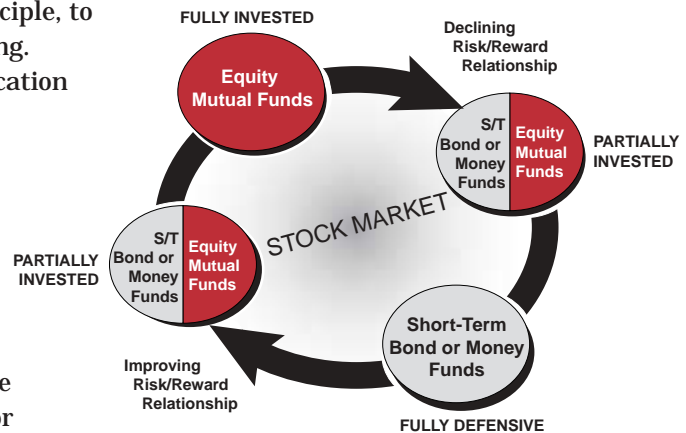 ciple, to
ng.
cation
e
or
FULLY INVESTED
Equity
Mutual Funds
Declining
Risk/Reward
Relationship
S/T
Bond or
Money
Funds
Equity
Mutual
Funds
PARTIALLY
INVESTED
STOCK MARKET
PARTIALLY
INVESTED
S/T
Bond or
Money
Funds
Equity
Mutual
Funds
Short-Term
Bond or Money
Funds
Improving
Risk/Reward
Relationship
FULLY DEFENSIVE